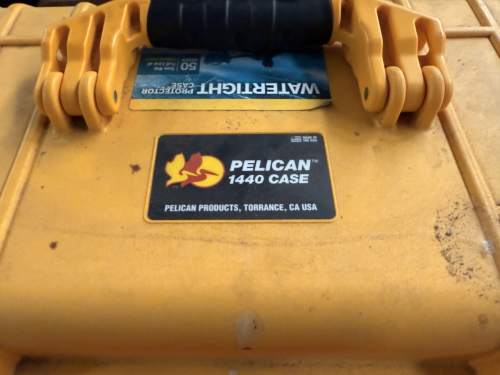 WATERTIGHT
PROTECTOR
CASE
50
PELICAN™
1440 CASE
PELICAN PRODUCTS, TORRANCE, CA USA